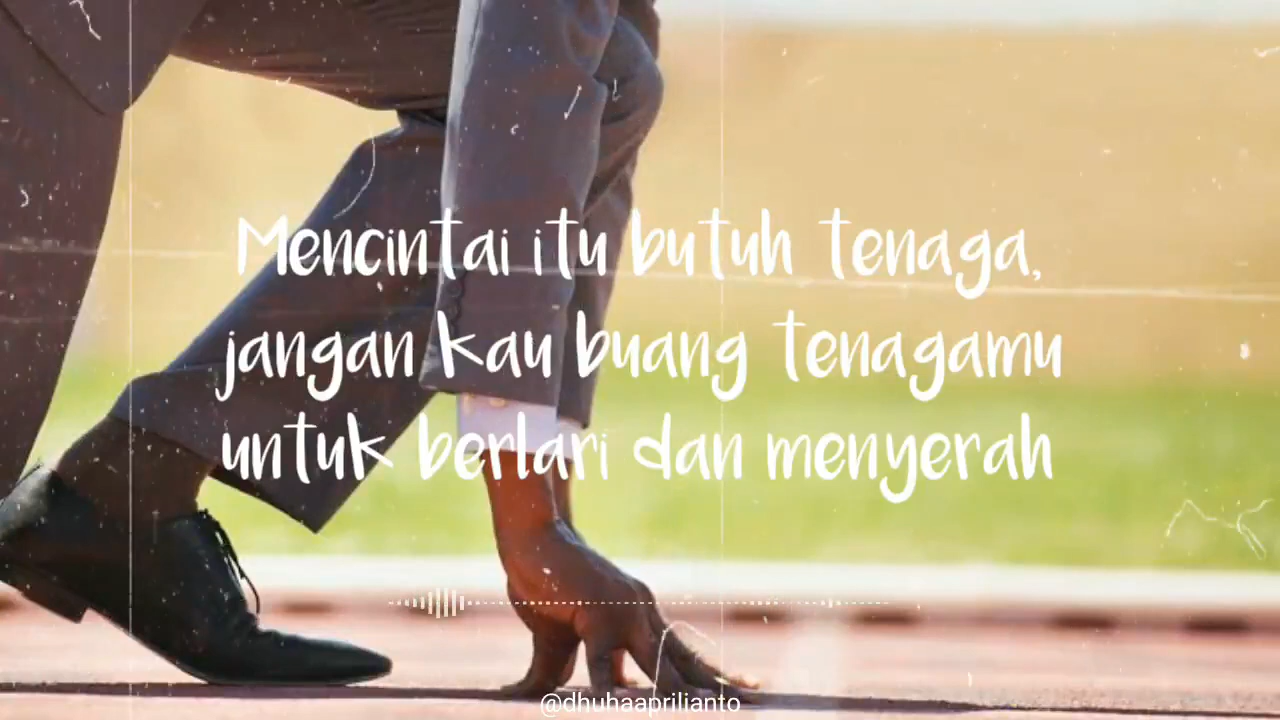 Mencintai itu butuh tenaga,
jangan kau buang tenagamu
untuk berlari dan menyerah
@dhuhaaprilianto